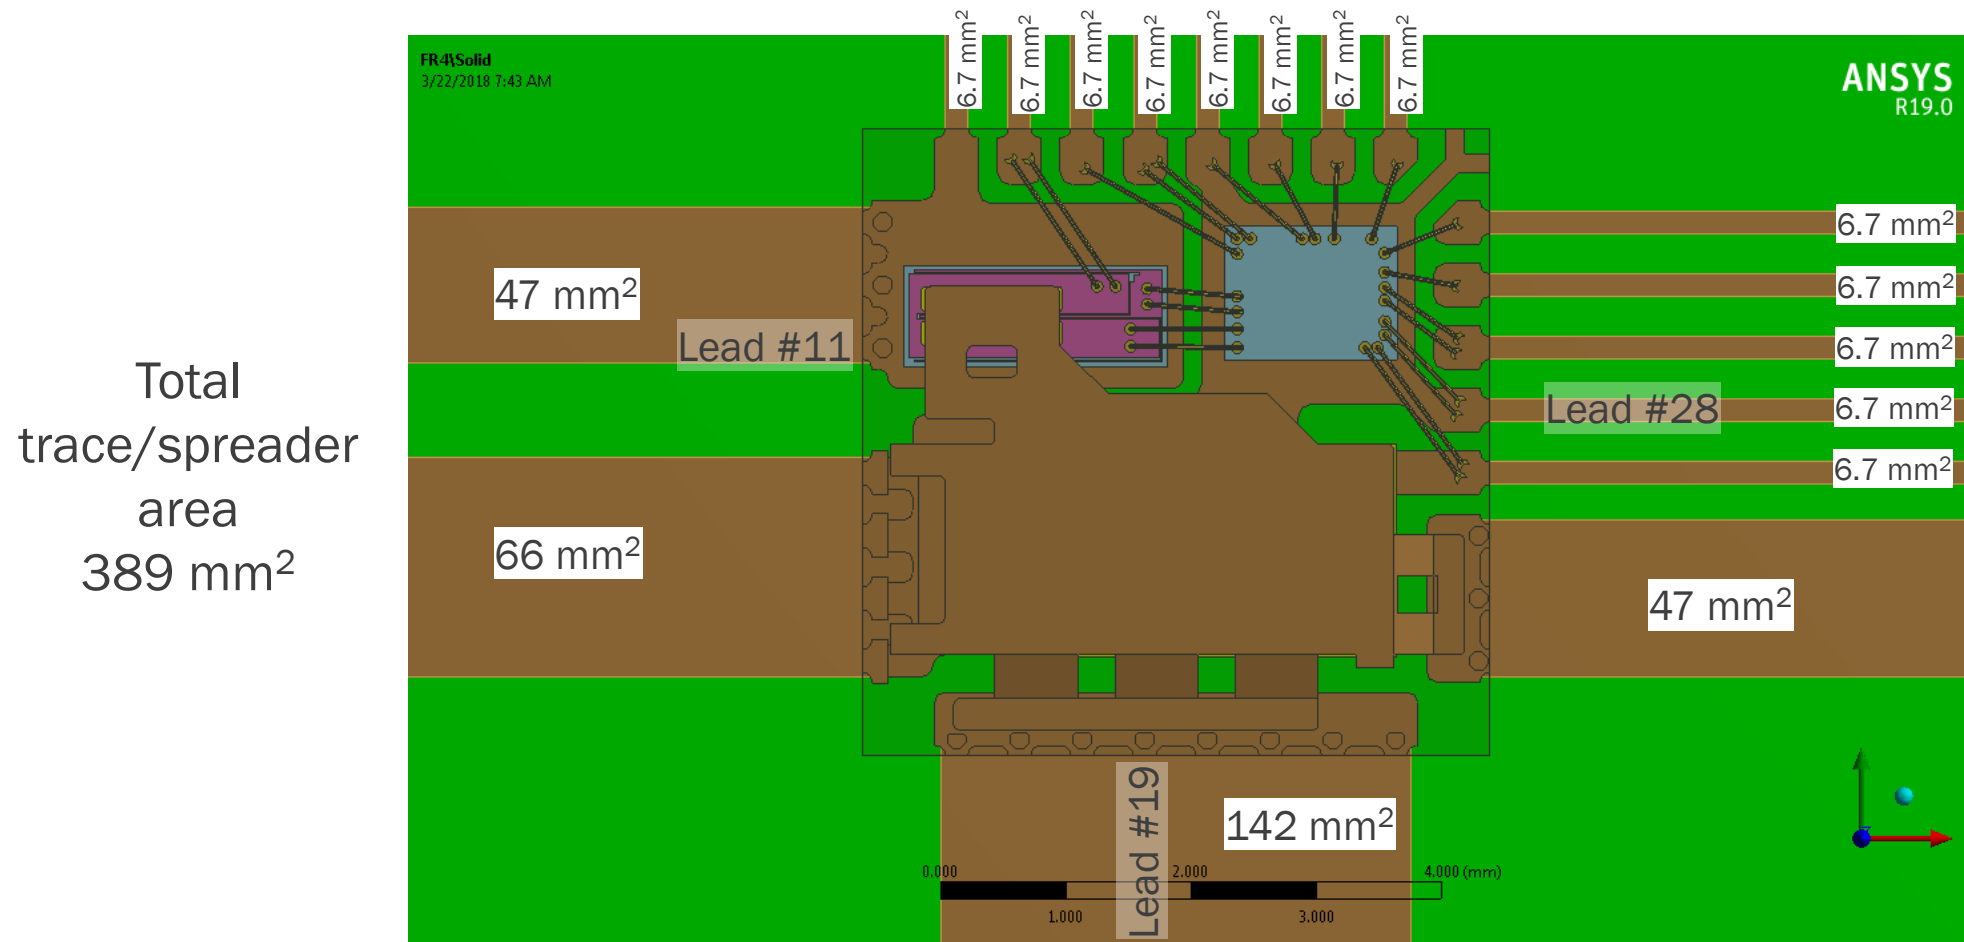 6.7 mm²
6.7 mm²
6.7 mm²
6.7 mm²
6.7 mm²
6.7 mm²
6.7 mm²
6.7 mm²
FR4\Solid
3/22/2018 7:43 AM
ANSYS
R19.0
6.7 mm²
6.7 mm²
6.7 mm²
6.7 mm²
6.7 mm²
47 mm²
Lead #11
Lead #28
Total
trace/spreader
area
389 mm²
66 mm²
47 mm²
Lead #19
142 mm²
0.000
2.000
4.000 (mm)
1.000
3.000